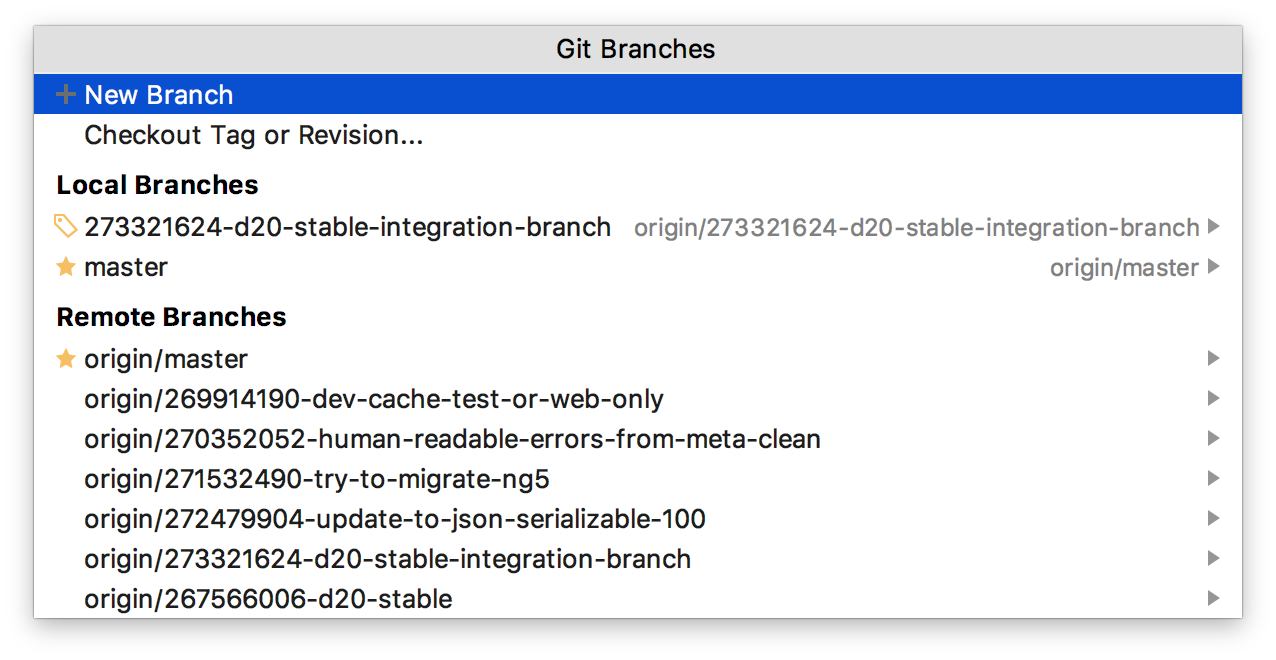 Git Branches
New Branch
Checkout Tag or Revision...
Local Branches
273321624-d20-stable-integration-branch origin/273321624-d20-stable-integration-branch
master origin/master
Remote Branches
origin/master
origin/269914190-dev-cache-test-or-web-only
origin/270352052-human-readable-errors-from-meta-clean
origin/271532490-try-to-migrate-ng5
origin/272479904-update-to-json-serializable-100
origin/273321624-d20-stable-integration-branch
origin/267566006-d20-stable